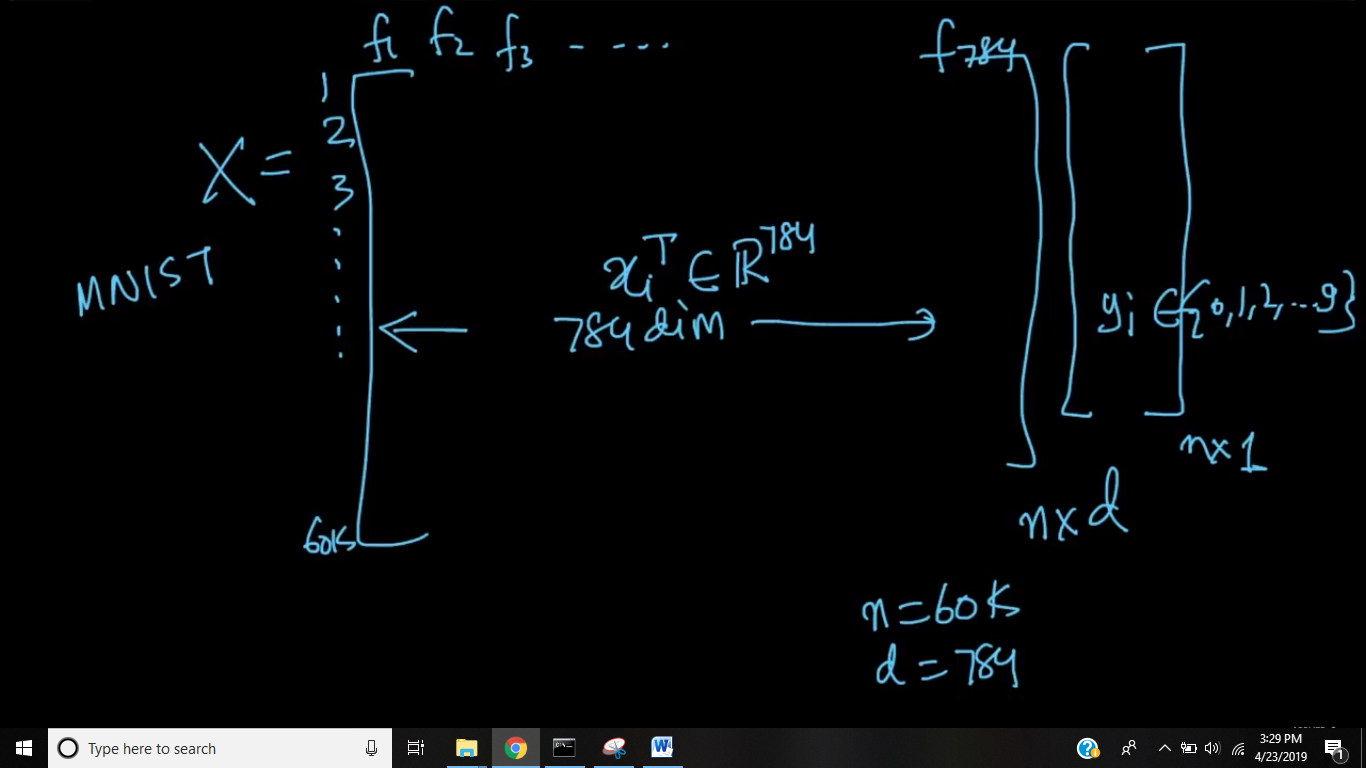 f1 f2 f3 - - - - ... f784
1
2
X = 3
MNIST
xiᵀ ∈ ℝ⁷⁸⁴
784 dim
yi ∈ {0,1,2,...9}
60K
n×1
n×d
n=60K
d=784
Type here to search
3:29 PM
4/23/2019
1